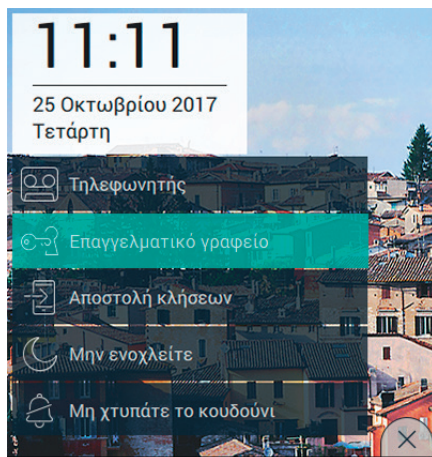 11:11
25 Οκτωβρίου 2017
Τετάρτη
Τηλεφωνητής
Επαγγελματικό γραφείο
Αποστολή κλήσεων
Μην ενοχλείτε
Μη χτυπάτε το κουδούνι